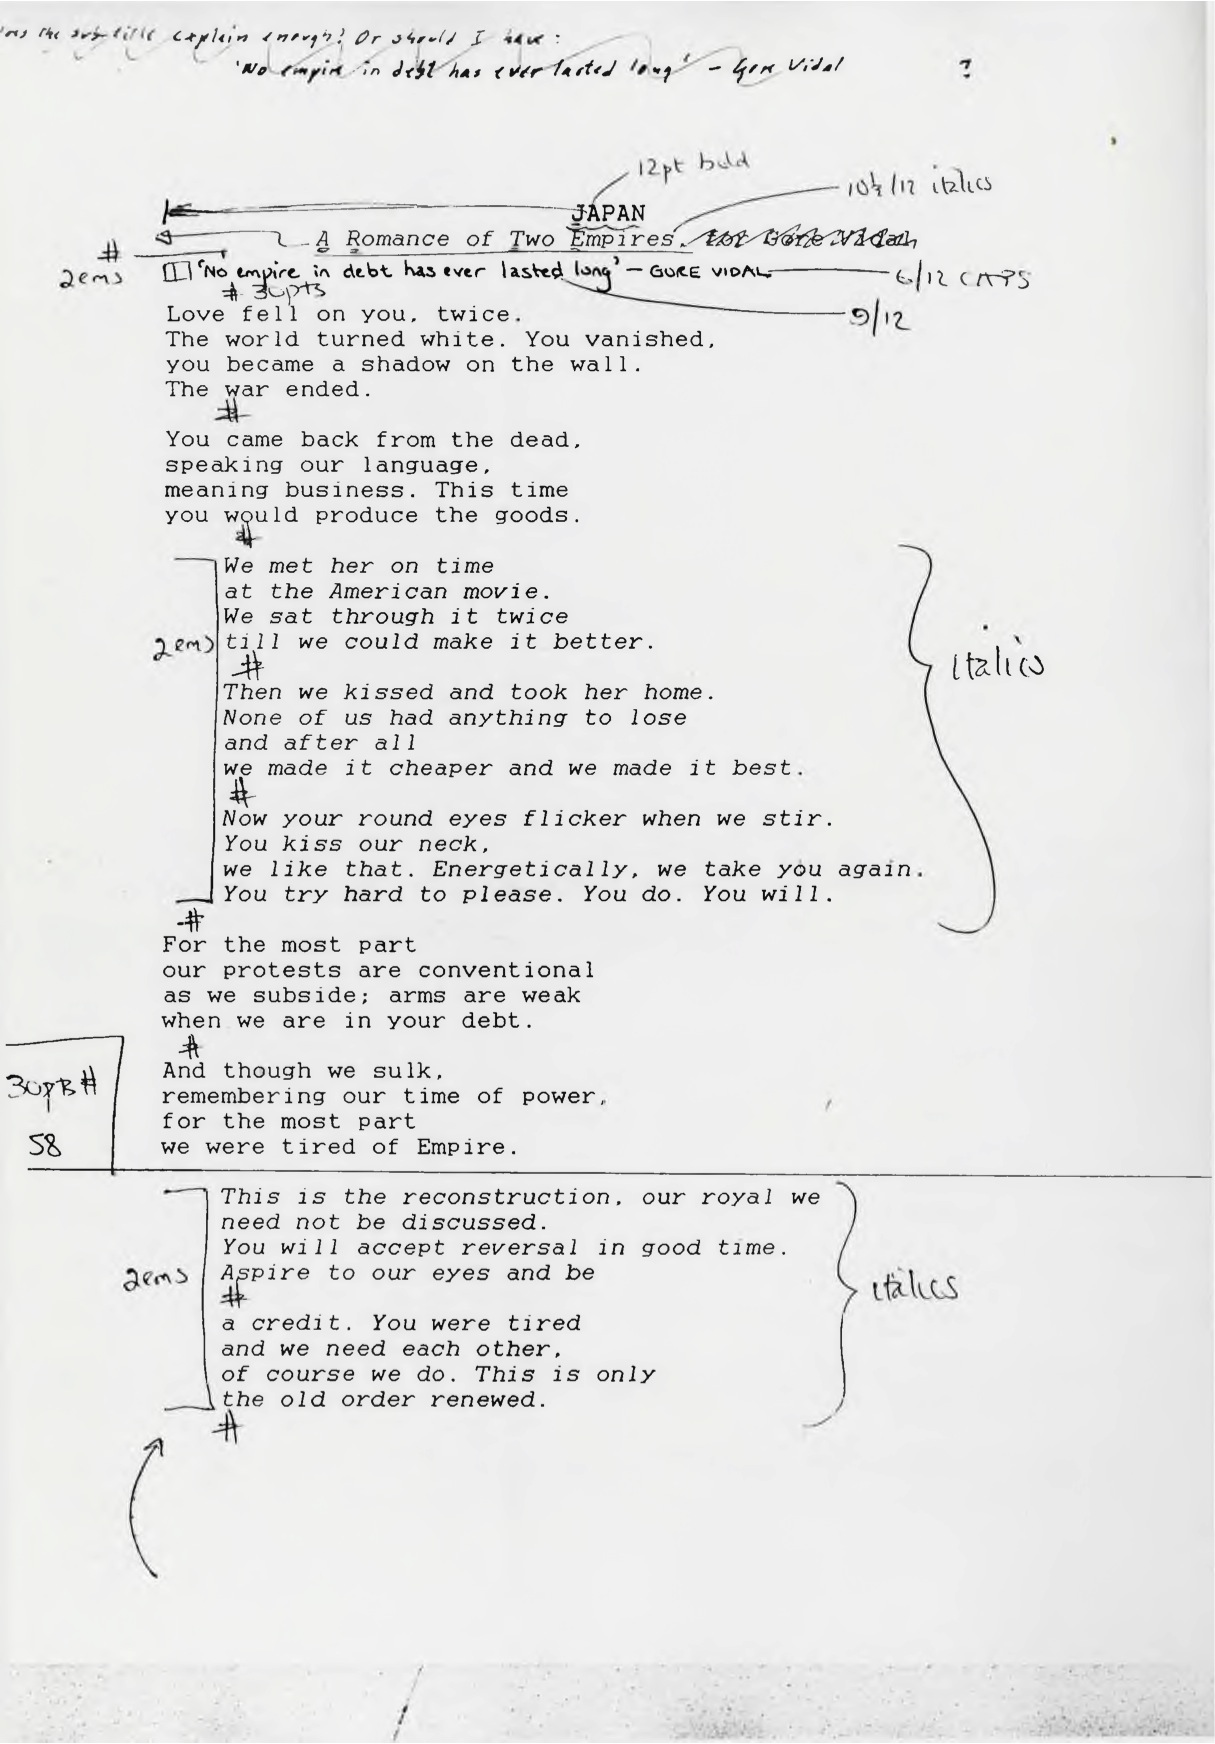 the sub-title explain enough? Or should I have:
'No empire in debt has ever lasted long' – Gore Vidal ?
12pt bold
10½/12 italics
JAPAN
A Romance of Two Empires, for Gore Vidal
#
2ems
'No empire in debt has ever lasted long' – GORE VIDAL
6/12 CAPS
# 30pts
9/12
Love fell on you, twice.
The world turned white. You vanished,
you became a shadow on the wall.
The war ended.
#
You came back from the dead,
speaking our language,
meaning business. This time
you would produce the goods.
#
We met her on time
at the American movie.
We sat through it twice
2ems till we could make it better.
italics
#
Then we kissed and took her home.
None of us had anything to lose
and after all
we made it cheaper and we made it best.
#
Now your round eyes flicker when we stir.
You kiss our neck,
we like that. Energetically, we take you again.
You try hard to please. You do. You will.
#
For the most part
our protests are conventional
as we subside; arms are weak
when we are in your debt.
#
And though we sulk,
30pts #
remembering our time of power,
for the most part
58
we were tired of Empire.
This is the reconstruction, our royal we
need not be discussed.
You will accept reversal in good time.
2ems Aspire to our eyes and be
italics
#
a credit. You were tired
and we need each other,
of course we do. This is only
the old order renewed.
#